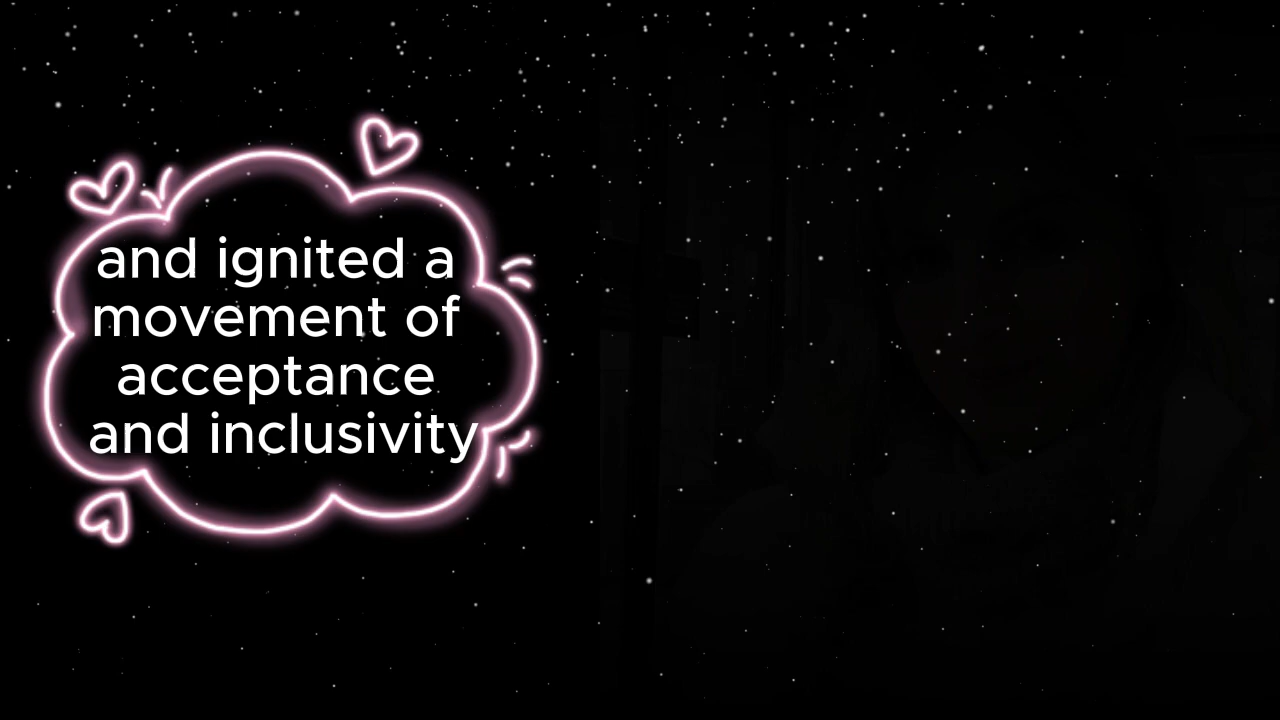 and ignited a
movement of
acceptance
and inclusivity